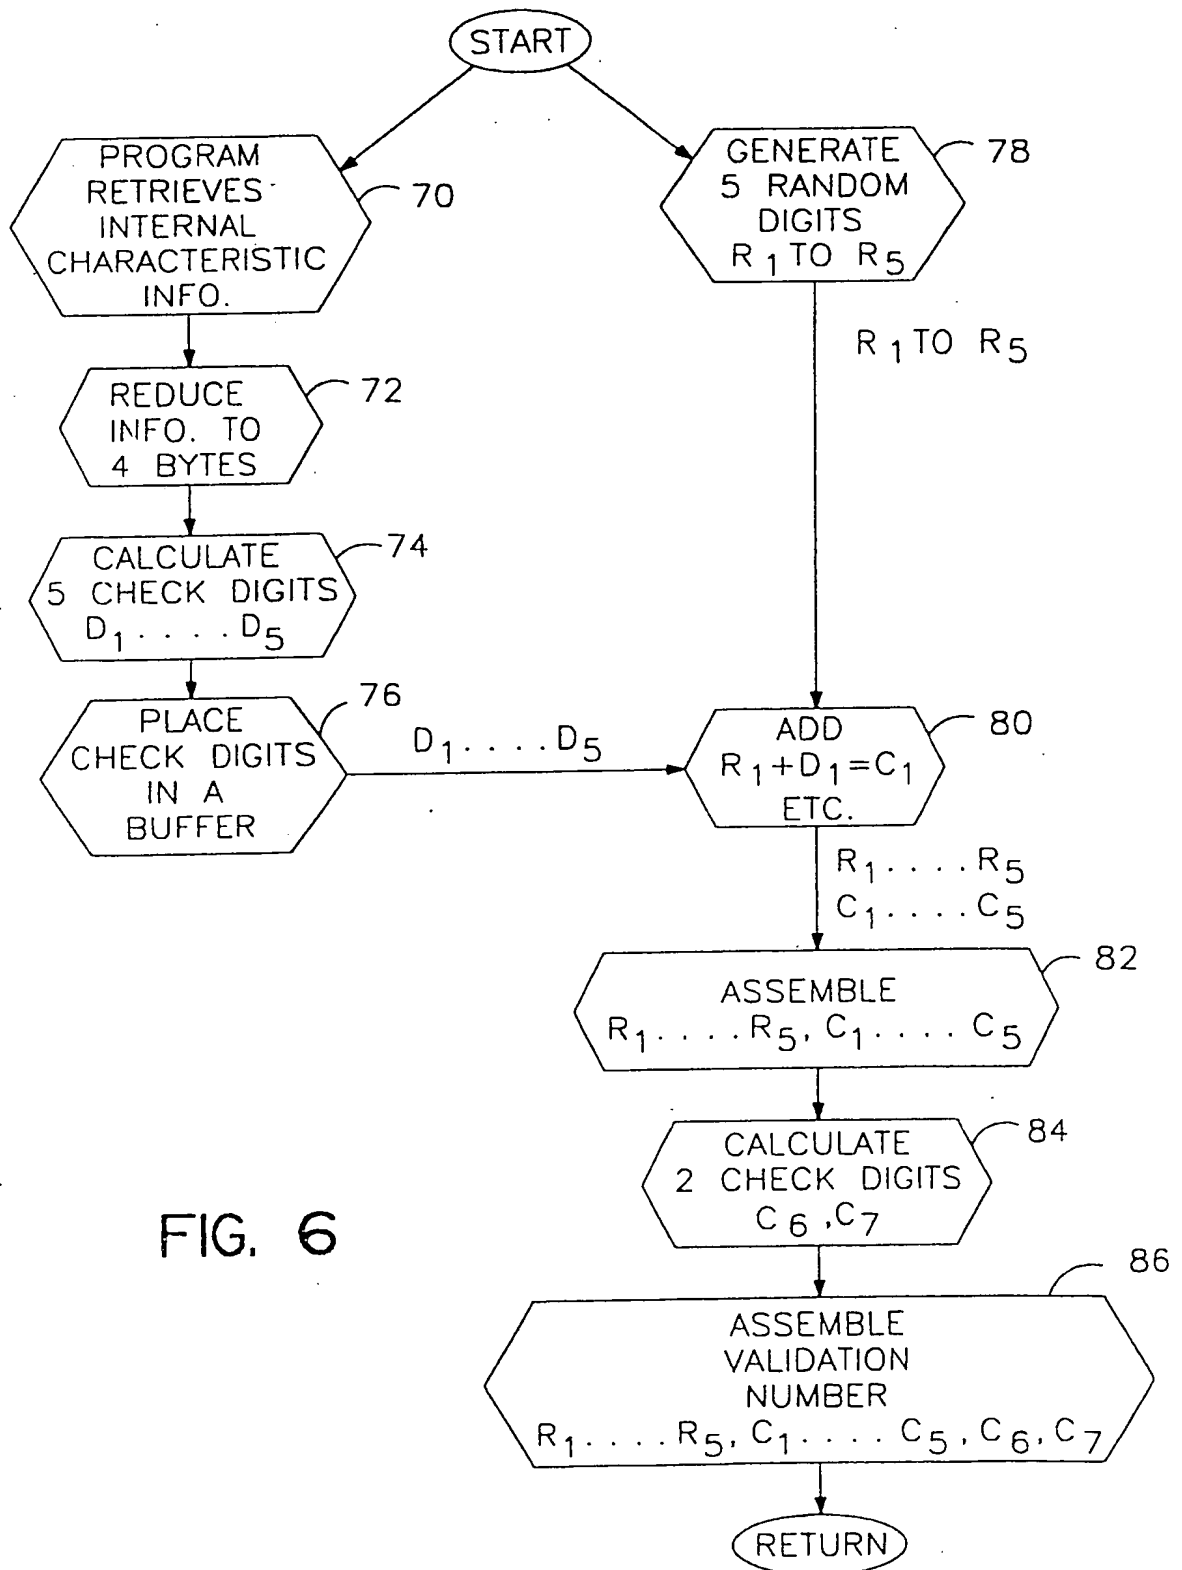 START
PROGRAM
RETRIEVES
INTERNAL
CHARACTERISTIC
INFO.
70
GENERATE
5 RANDOM
DIGITS
R1 TO R5
78
R1 TO R5
REDUCE
INFO. TO
4 BYTES
72
CALCULATE
5 CHECK DIGITS
D1 . . . . D5
74
PLACE
CHECK DIGITS
IN A
BUFFER
76
D1 . . . . D5
ADD
R1+D1=C1
ETC.
80
R1 . . . . R5
C1 . . . . C5
ASSEMBLE
R1 . . . . R5, C1 . . . . C5
82
CALCULATE
2 CHECK DIGITS
C6 ,C7
84
FIG. 6
ASSEMBLE
VALIDATION
NUMBER
R1 . . . . R5, C1 . . . . C5, C6, C7
86
RETURN